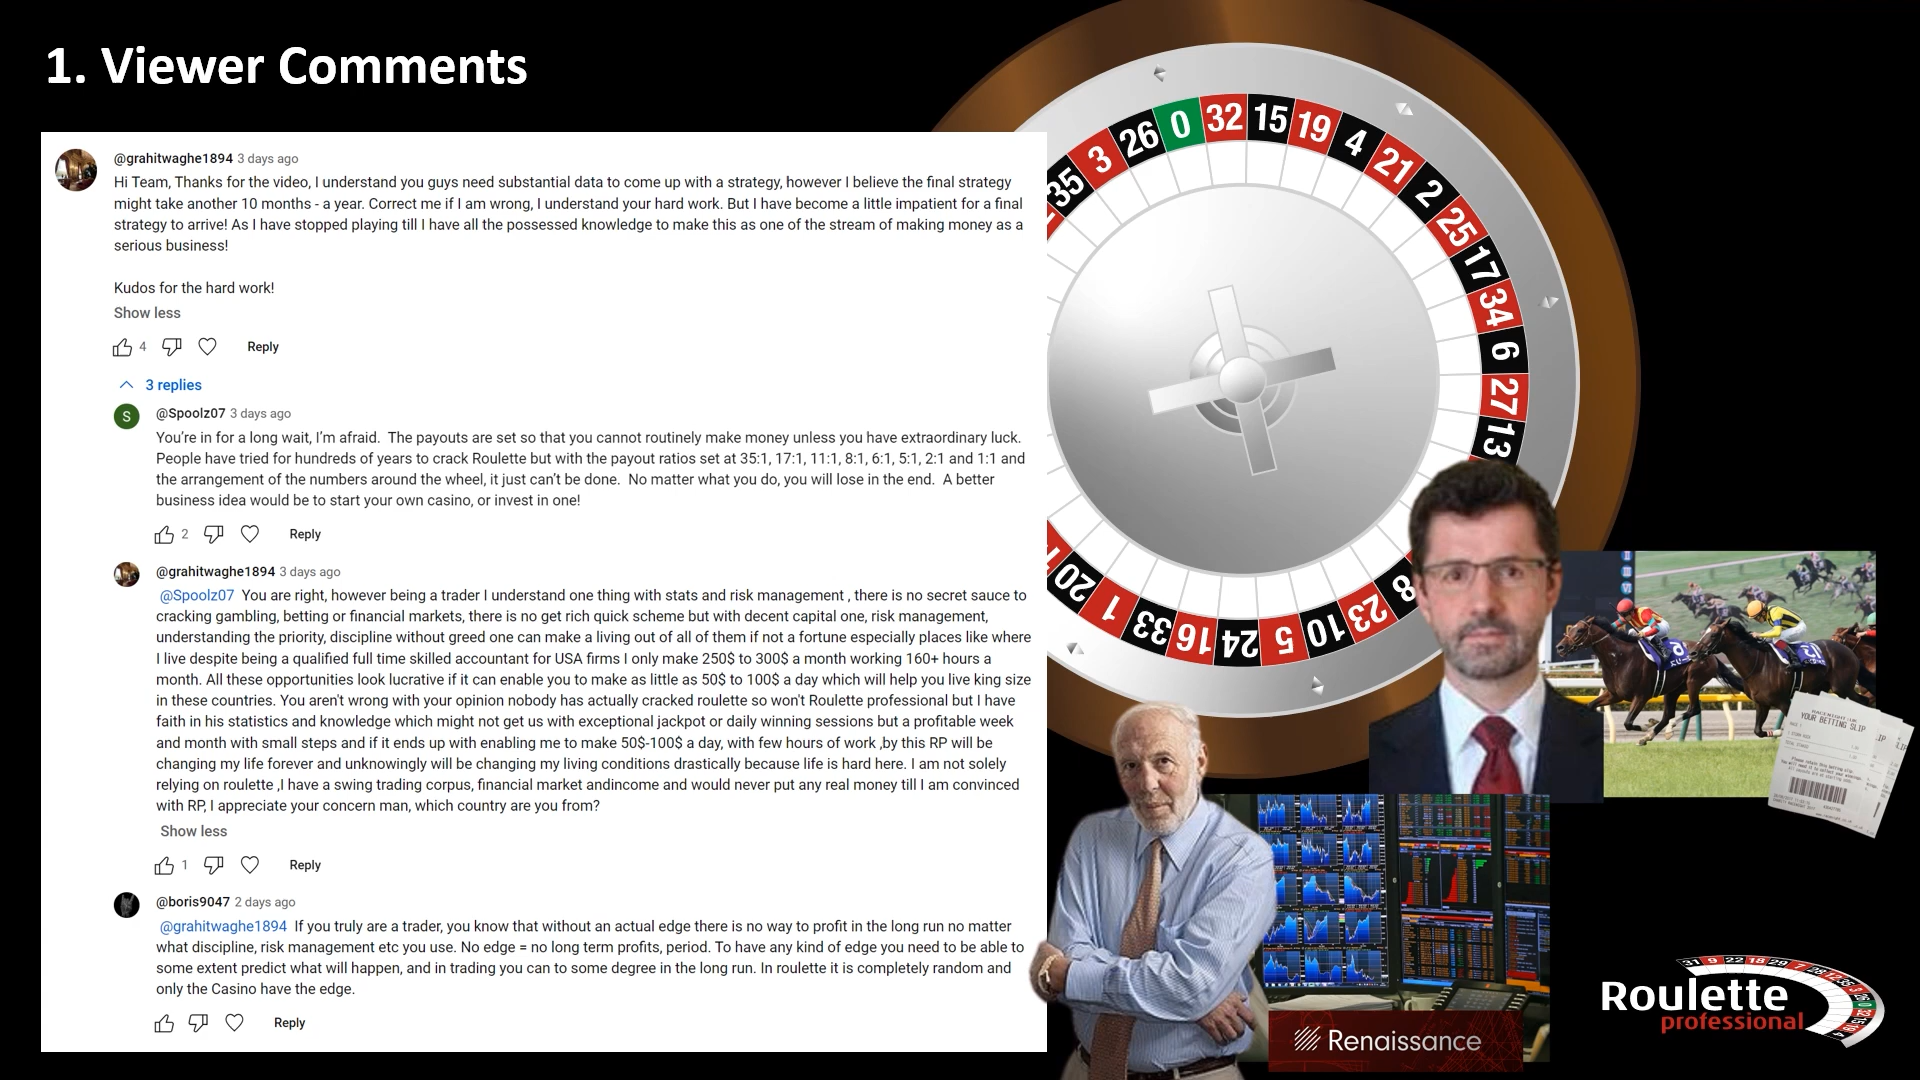 1. Viewer Comments
@grahitwaghe1894 3 days ago
Hi Team, Thanks for the video, I understand you guys need substantial data to come up with a strategy, however I believe the final strategy
might take another 10 months - a year. Correct me if I am wrong, I understand your hard work. But I have become a little impatient for a final
strategy to arrive! As I have stopped playing till I have all the possessed knowledge to make this as one of the stream of making money as a
serious business!
Kudos for the hard work!
Show less
4 Reply
3 replies
S
@Spoolz07 3 days ago
You’re in for a long wait, I’m afraid. The payouts are set so that you cannot routinely make money unless you have extraordinary luck.
People have tried for hundreds of years to crack Roulette but with the payout ratios set at 35:1, 17:1, 11:1, 8:1, 6:1, 5:1, 2:1 and 1:1 and
the arrangement of the numbers around the wheel, it just can’t be done. No matter what you do, you will lose in the end. A better
business idea would be to start your own casino, or invest in one!
2 Reply
@grahitwaghe1894 3 days ago
@Spoolz07 You are right, however being a trader I understand one thing with stats and risk management , there is no secret sauce to
cracking gambling, betting or financial markets, there is no get rich quick scheme but with decent capital one, risk management,
understanding the priority, discipline without greed one can make a living out of all of them if not a fortune especially places like where
I live despite being a qualified full time skilled accountant for USA firms I only make 250$ to 300$ a month working 160+ hours a
month. All these opportunities look lucrative if it can enable you to make as little as 50$ to 100$ a day which will help you live king size
in these countries. You aren't wrong with your opinion nobody has actually cracked roulette so won't Roulette professional but I have
faith in his statistics and knowledge which might not get us with exceptional jackpot or daily winning sessions but a profitable week
and month with small steps and if it ends up with enabling me to make 50$-100$ a day, with few hours of work ,by this RP will be
changing my life forever and unknowingly will be changing my living conditions drastically because life is hard here. I am not solely
relying on roulette ,I have a swing trading corpus, financial market andincome and would never put any real money till I am convinced
with RP, I appreciate your concern man, which country are you from?
Show less
1 Reply
@boris9047 2 days ago
@grahitwaghe1894 If you truly are a trader, you know that without an actual edge there is no way to profit in the long run no matter
what discipline, risk management etc you use. No edge = no long term profits, period. To have any kind of edge you need to be able to
some extent predict what will happen, and in trading you can to some degree in the long run. In roulette it is completely random and
only the Casino have the edge.
Reply
35 3 26 0 32 15 19 4 21 2 25 17 34 6 27 13
8 23 10 5 24 16 33 1 20
YOUR BETTING SLIP
Renaissance
31 9 22 18 29 7 28 12 35 3 26 0 32 15
Roulette
professional